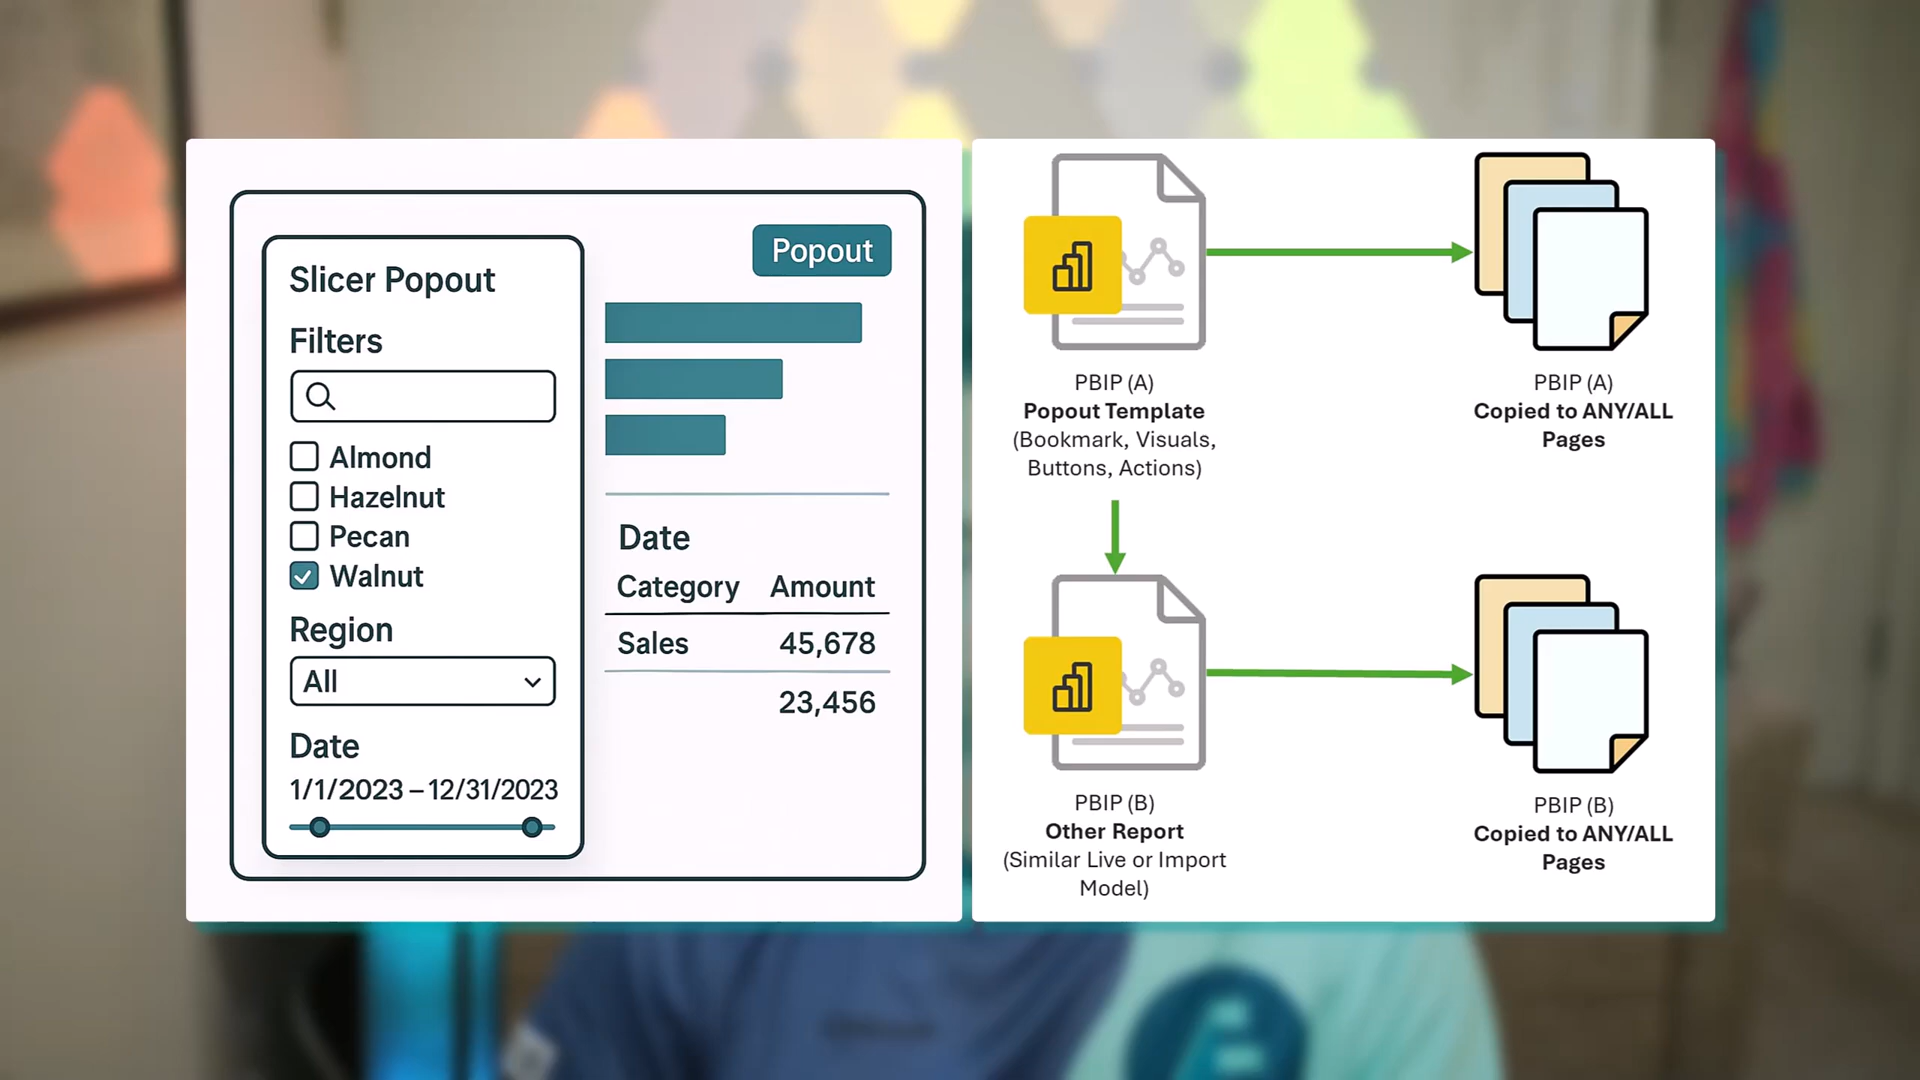 Popout
Slicer Popout
Filters
Almond
Hazelnut
Pecan
Walnut
Region
All
Date
1/1/2023 – 12/31/2023
Date
Category Amount
Sales 45,678
23,456
PBIP (A)
Popout Template
(Bookmark, Visuals,
Buttons, Actions)
PBIP (A)
Copied to ANY/ALL
Pages
PBIP (B)
Other Report
(Similar Live or Import
Model)
PBIP (B)
Copied to ANY/ALL
Pages